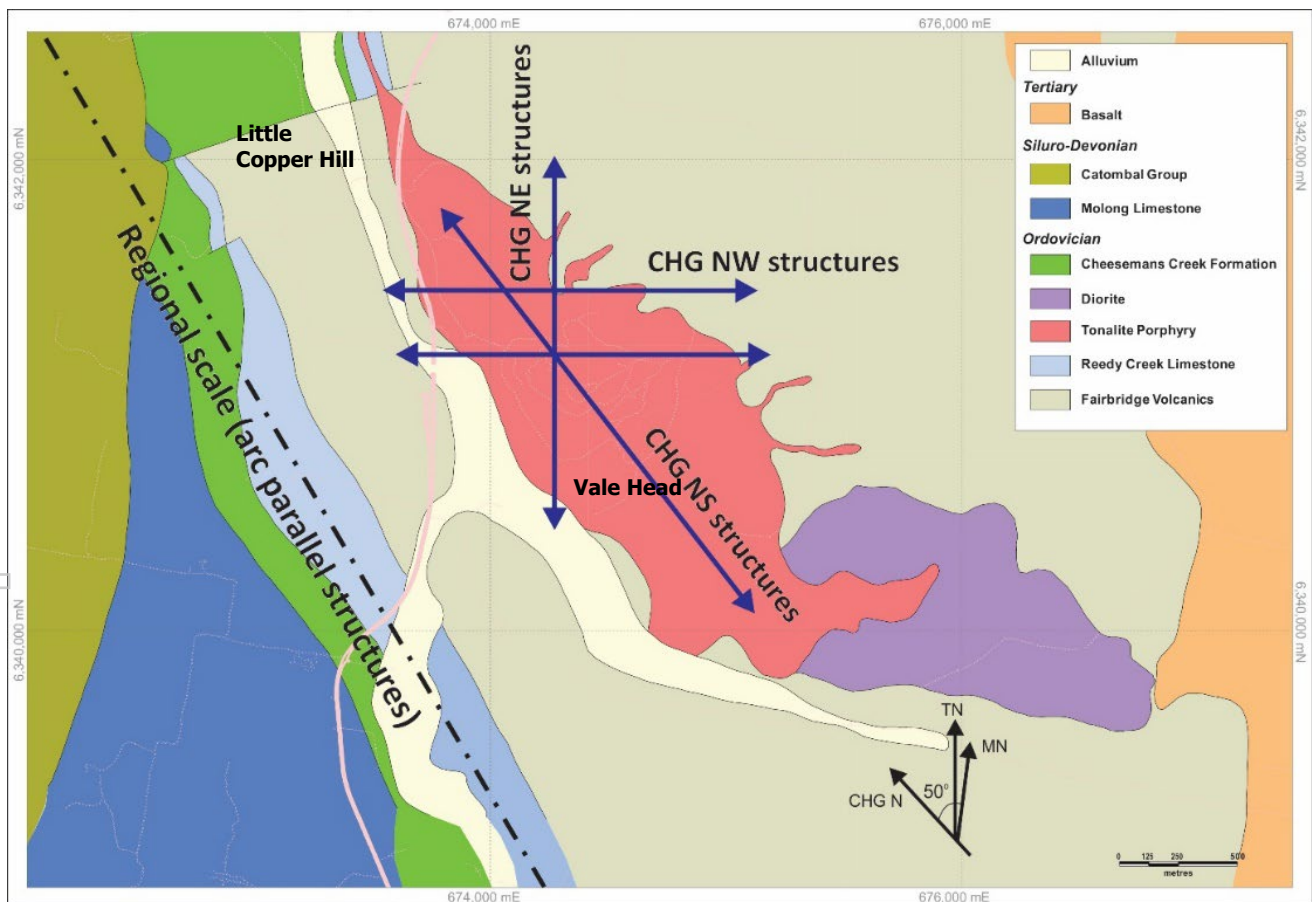 674,000 mE
676,000 mE
Alluvium
Tertiary
Basalt
Siluro-Devonian
Catombal Group
Molong Limestone
Ordovician
Cheesemans Creek Formation
Diorite
Tonalite Porphyry
Reedy Creek Limestone
Fairbridge Volcanics
6,342,000 mN
6,342,000 mN
Little
Copper Hill
CHG NE structures
CHG NW structures
Regional scale (arc parallel structures)
CHG NS structures
Vale Head
6,340,000 mN
6,340,000 mN
TN
MN
CHG N
50°
0 125 250 500
metres
674,000 mE
676,000 mE